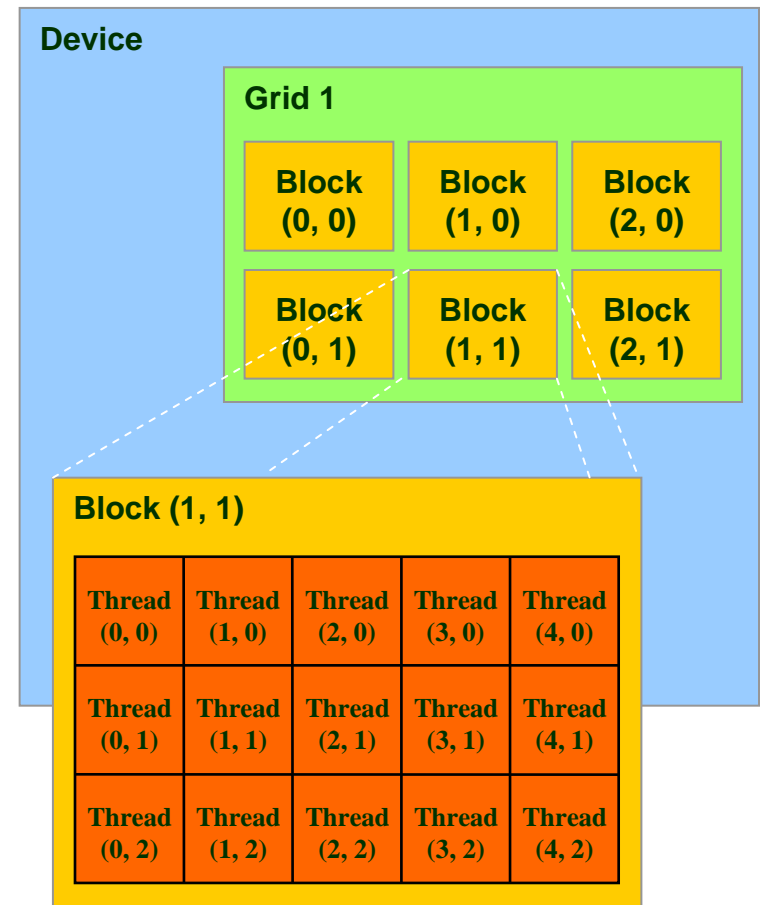 Device
Grid 1
Block
(0, 0)
Block
(1, 0)
Block
(2, 0)
Block
(0, 1)
Block
(1, 1)
Block
(2, 1)
Block (1, 1)
Thread
(0, 0)
Thread
(1, 0)
Thread
(2, 0)
Thread
(3, 0)
Thread
(4, 0)
Thread
(0, 1)
Thread
(1, 1)
Thread
(2, 1)
Thread
(3, 1)
Thread
(4, 1)
Thread
(0, 2)
Thread
(1, 2)
Thread
(2, 2)
Thread
(3, 2)
Thread
(4, 2)